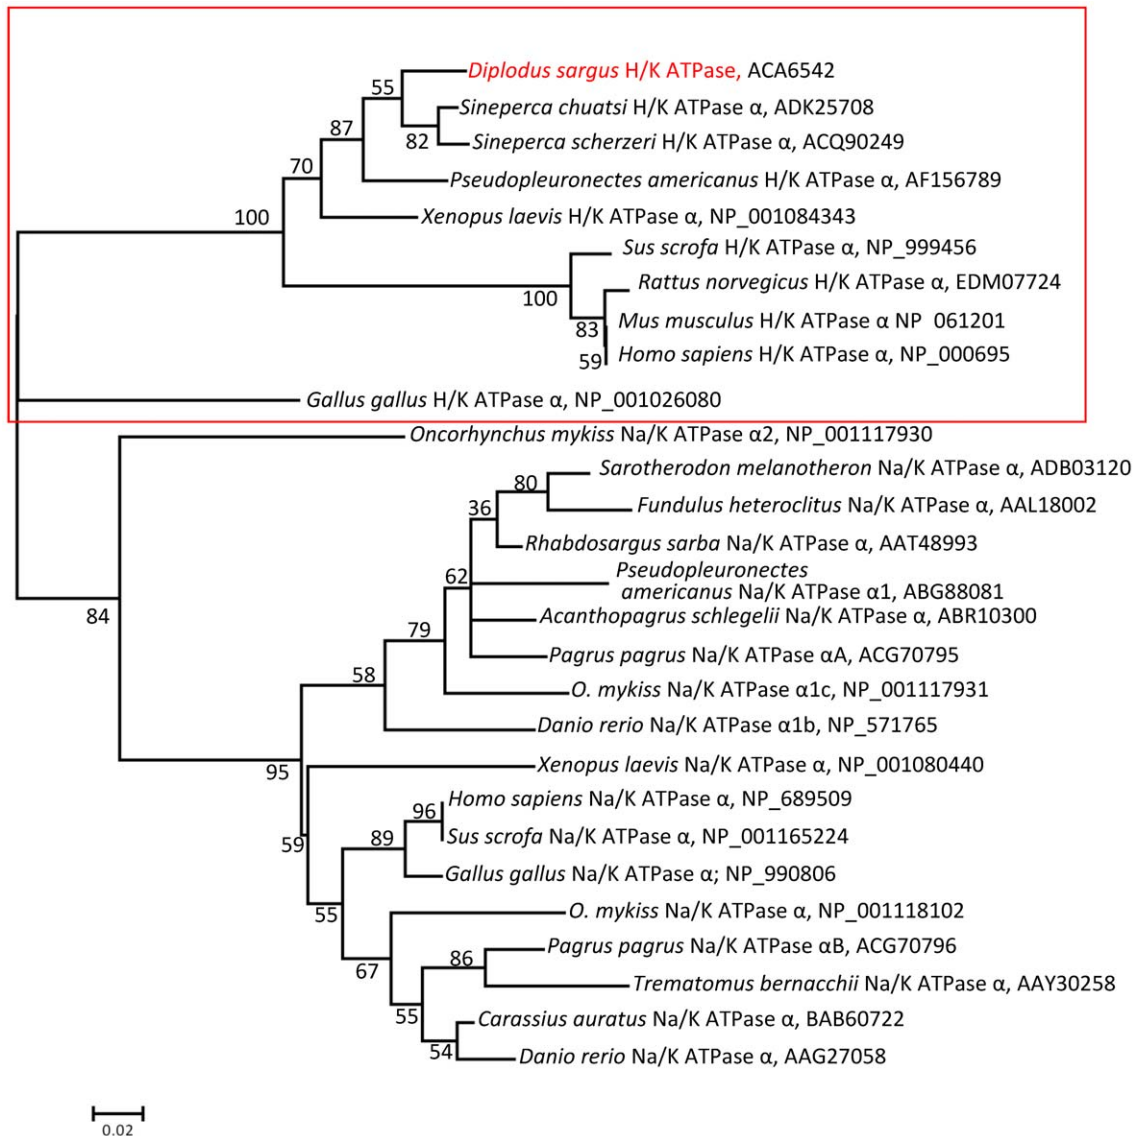 Diplodus sargus H/K ATPase, ACA6542
55
Sineperca chuatsi H/K ATPase α, ADK25708
87
82
Sineperca scherzeri H/K ATPase α, ACQ90249
70
Pseudopleuronectes americanus H/K ATPase α, AF156789
100
Xenopus laevis H/K ATPase α, NP_001084343
Sus scrofa H/K ATPase α, NP_999456
100
Rattus norvegicus H/K ATPase α, EDM07724
83
Mus musculus H/K ATPase α NP 061201
59
Homo sapiens H/K ATPase α, NP_000695
Gallus gallus H/K ATPase α, NP_001026080
Oncorhynchus mykiss Na/K ATPase α2, NP_001117930
Sarotherodon melanotheron Na/K ATPase α, ADB03120
80
Fundulus heteroclitus Na/K ATPase α, AAL18002
36
Rhabdosargus sarba Na/K ATPase α, AAT48993
62
Pseudopleuronectes
americanus Na/K ATPase α1, ABG88081
84
Acanthopagrus schlegelii Na/K ATPase α, ABR10300
79
Pagrus pagrus Na/K ATPase αA, ACG70795
58
O. mykiss Na/K ATPase α1c, NP_001117931
Danio rerio Na/K ATPase α1b, NP_571765
95
Xenopus laevis Na/K ATPase α, NP_001080440
Homo sapiens Na/K ATPase α, NP_689509
96
59
89
Sus scrofa Na/K ATPase α, NP_001165224
Gallus gallus Na/K ATPase α; NP_990806
55
O. mykiss Na/K ATPase α, NP_001118102
67
86
Pagrus pagrus Na/K ATPase αB, ACG70796
Trematomus bernacchii Na/K ATPase α, AAY30258
55
Carassius auratus Na/K ATPase α, BAB60722
54
Danio rerio Na/K ATPase α, AAG27058
0.02